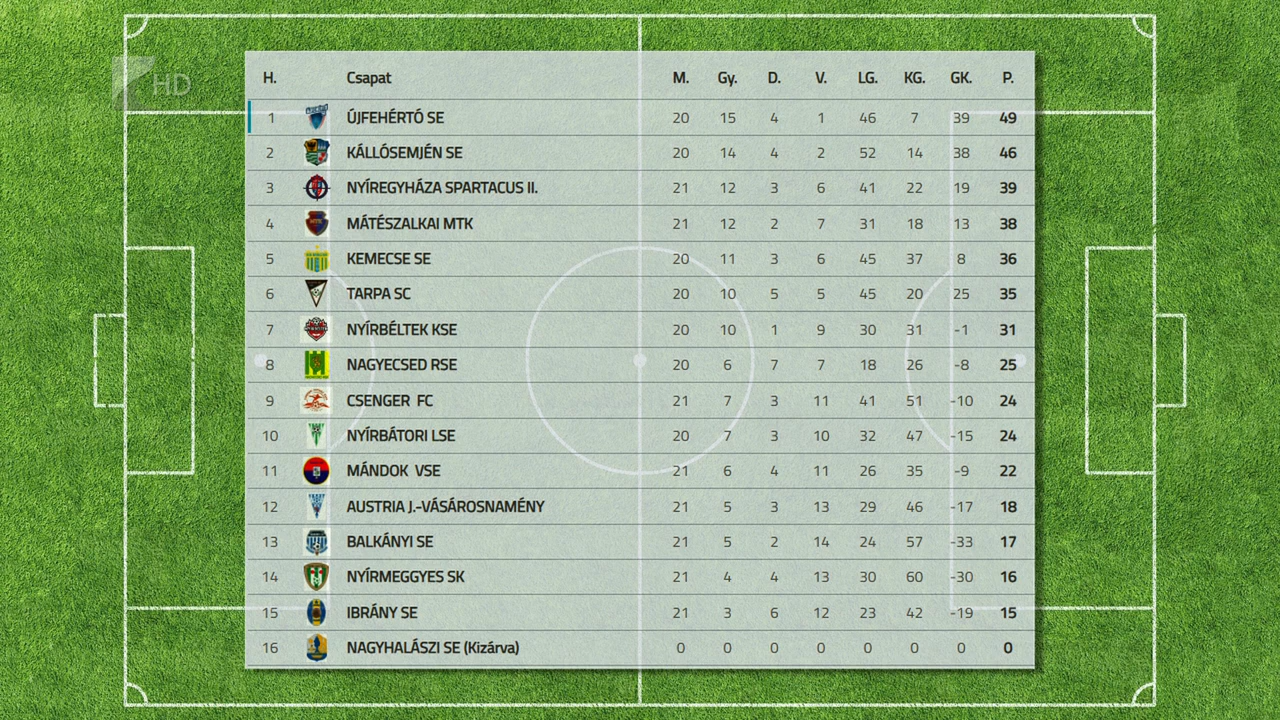 HD
H. Csapat M. Gy. D. V. LG. KG. GK. P.
1 ÚJFEHÉRTÓ SE 20 15 4 1 46 7 39 49
2 KÁLLÓSEMJÉN SE 20 14 4 2 52 14 38 46
3 NYÍREGYHÁZA SPARTACUS II. 21 12 3 6 41 22 19 39
4 MÁTÉSZALKAI MTK 21 12 2 7 31 18 13 38
5 KEMECSE SE 20 11 3 6 45 37 8 36
6 TARPA SC 20 10 5 5 45 20 25 35
7 NYÍRBÉLTEK KSE 20 10 1 9 30 31 -1 31
8 NAGYECSED RSE 20 6 7 7 18 26 -8 25
9 CSENGER FC 21 7 3 11 41 51 -10 24
10 NYÍRBÁTORI LSE 20 7 3 10 32 47 -15 24
11 MÁNDOK VSE 21 6 4 11 26 35 -9 22
12 AUSTRIA J.-VÁSÁROSNAMÉNY 21 5 3 13 29 46 -17 18
13 BALKÁNYI SE 21 5 2 14 24 57 -33 17
14 NYÍRMEGGYES SK 21 4 4 13 30 60 -30 16
15 IBRÁNY SE 21 3 6 12 23 42 -19 15
16 NAGYHALÁSZI SE (Kizárva) 0 0 0 0 0 0 0 0